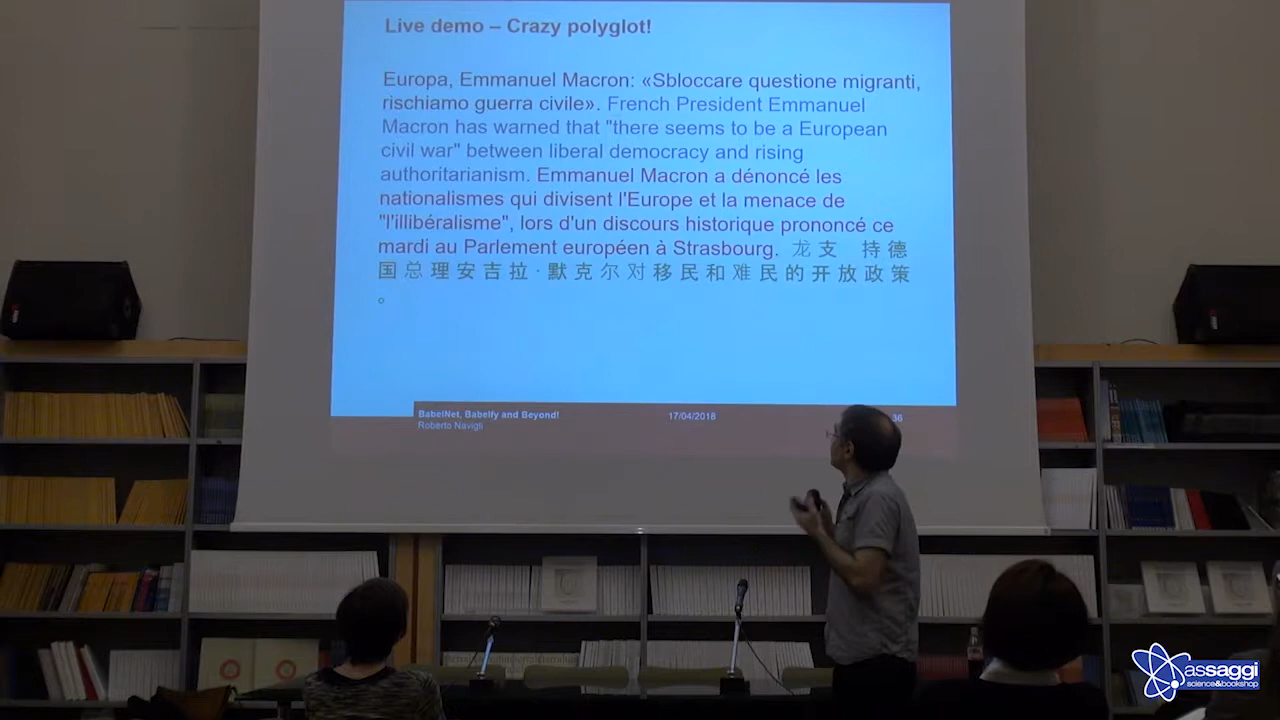 Live demo – Crazy polyglot!
Europa, Emmanuel Macron: «Sbloccare questione migranti,
rischiamo guerra civile». French President Emmanuel
Macron has warned that "there seems to be a European
civil war" between liberal democracy and rising
authoritarianism. Emmanuel Macron a dénoncé les
nationalismes qui divisent l'Europe et la menace de
"l'illibéralisme", lors d'un discours historique prononcé ce
mardi au Parlement européen à Strasbourg. 龙支 持德
国总理安吉拉·默克尔对移民和难民的开放政策
。
BabelNet, Babelfy and Beyond!
Roberto Navigli
17/04/2018
36
assaggi
science&bookshop